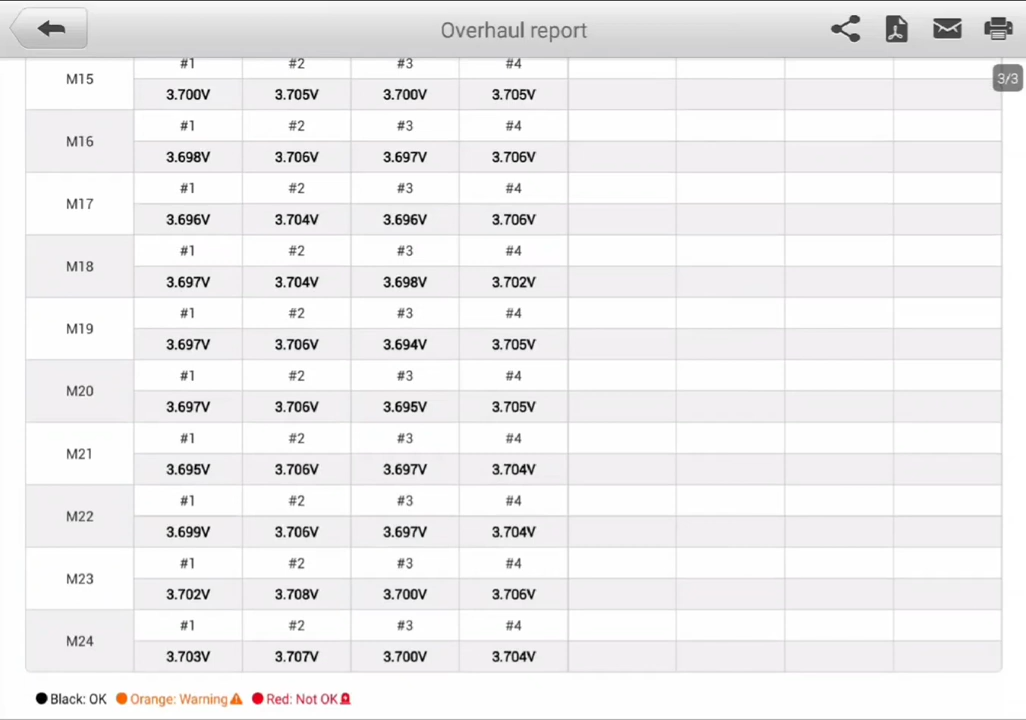 Overhaul report
3/3
M15 #1 #2 #3 #4
3.700V 3.705V 3.700V 3.705V
M16 #1 #2 #3 #4
3.698V 3.706V 3.697V 3.706V
M17 #1 #2 #3 #4
3.696V 3.704V 3.696V 3.706V
M18 #1 #2 #3 #4
3.697V 3.704V 3.698V 3.702V
M19 #1 #2 #3 #4
3.697V 3.706V 3.694V 3.705V
M20 #1 #2 #3 #4
3.697V 3.706V 3.695V 3.705V
M21 #1 #2 #3 #4
3.695V 3.706V 3.697V 3.704V
M22 #1 #2 #3 #4
3.699V 3.706V 3.697V 3.704V
M23 #1 #2 #3 #4
3.702V 3.708V 3.700V 3.706V
M24 #1 #2 #3 #4
3.703V 3.707V 3.700V 3.704V
Black: OK Orange: Warning Red: Not OK